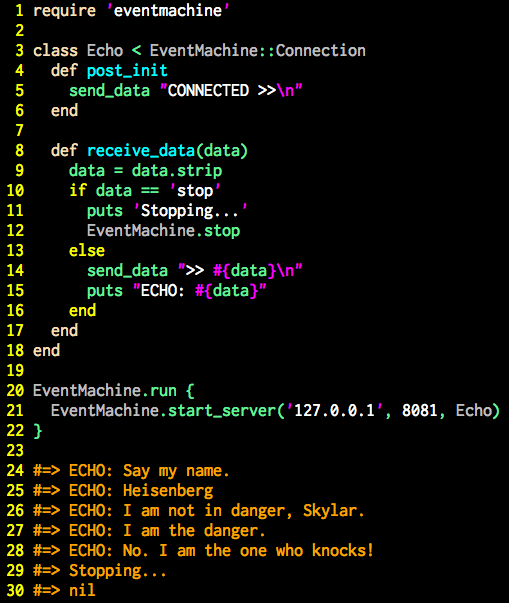 1 require 'eventmachine'
2
3 class Echo < EventMachine::Connection
4   def post_init
5     send_data "CONNECTED >>\n"
6   end
7
8   def receive_data(data)
9     data = data.strip
10     if data == 'stop'
11       puts 'Stopping...'
12       EventMachine.stop
13     else
14       send_data ">> #{data}\n"
15       puts "ECHO: #{data}"
16     end
17   end
18 end
19
20 EventMachine.run {
21   EventMachine.start_server('127.0.0.1', 8081, Echo)
22 }
23
24 #=> ECHO: Say my name.
25 #=> ECHO: Heisenberg
26 #=> ECHO: I am not in danger, Skylar.
27 #=> ECHO: I am the danger.
28 #=> ECHO: No. I am the one who knocks!
29 #=> Stopping...
30 #=> nil